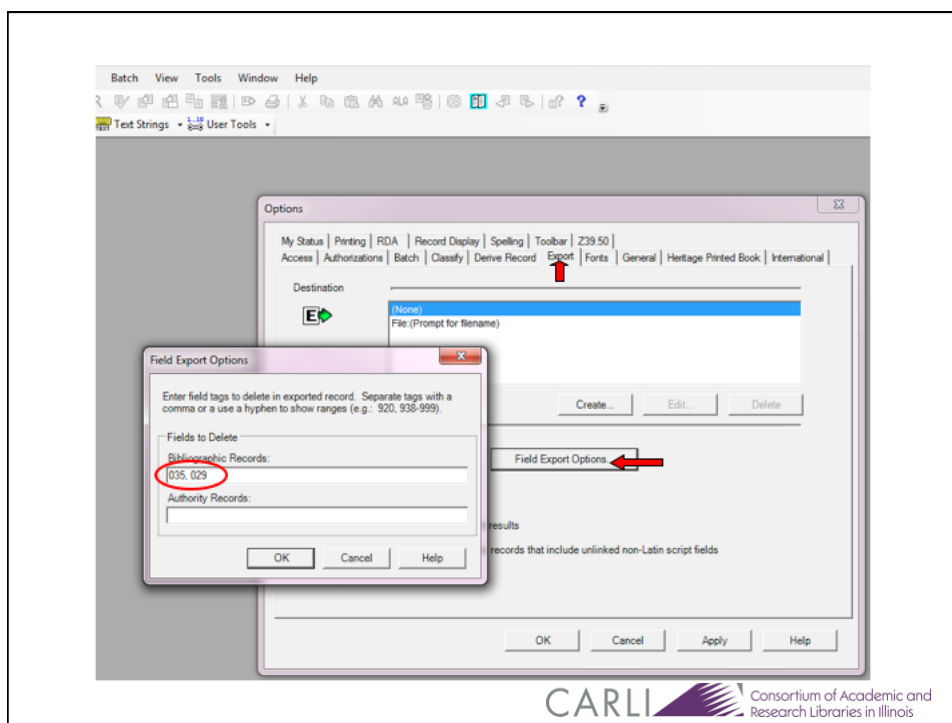 Batch View Tools Window Help
ALA
Text Strings User Tools
Options
My Status Printing RDA Record Display Spelling Toolbar Z39.50
Access Authorizations Batch Classify Derive Record Export Fonts General Heritage Printed Book International
Destination
E
(None)
File:(Prompt for filename)
Create... Edit... Delete
Field Export Options...
results
records that include unlinked non-Latin script fields
OK Cancel Apply Help
Field Export Options
Enter field tags to delete in exported record. Separate tags with a
comma or a use a hyphen to show ranges (e.g.: 920, 938-999).
Fields to Delete
Bibliographic Records:
035, 029
Authority Records:
OK Cancel Help
CARLI
Consortium of Academic and
Research Libraries in Illinois